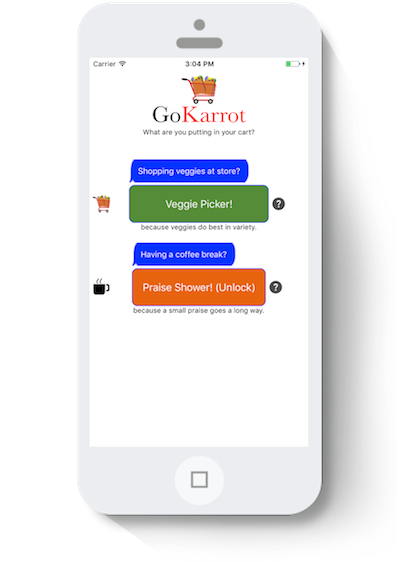 Carrier 3:04 PM
GoKarrot
What are you putting in your cart?
Shopping veggies at store?
Veggie Picker! ?
because veggies do best in variety.
Having a coffee break?
Praise Shower! (Unlock) ?
because a small praise goes a long way.